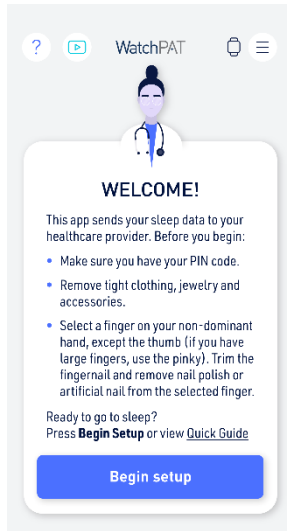 ?
WatchPAT
WELCOME!
This app sends your sleep data to your
healthcare provider. Before you begin:
• Make sure you have your PIN code.
• Remove tight clothing, jewelry and
accessories.
• Select a finger on your non-dominant
hand, except the thumb (if you have
large fingers, use the pinky). Trim the
fingernail and remove nail polish or
artificial nail from the selected finger.
Ready to go to sleep?
Press Begin Setup or view Quick Guide
Begin setup